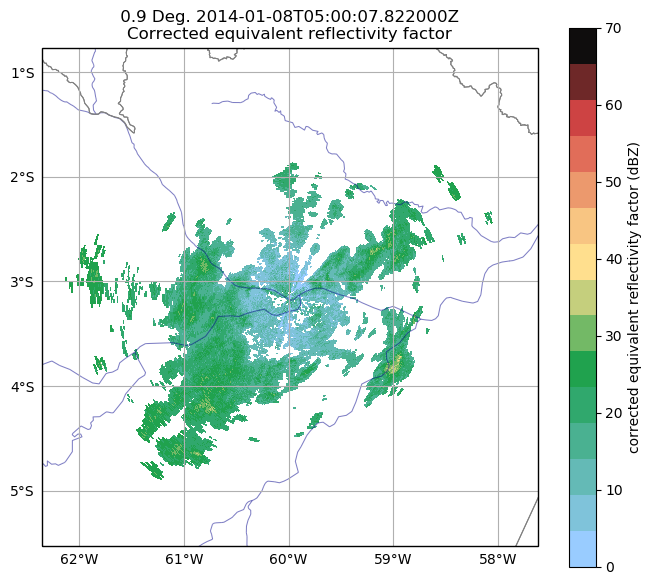 0.9 Deg. 2014-01-08T05:00:07.822000Z
Corrected equivalent reflectivity factor
1°S
2°S
3°S
4°S
5°S
62°W
61°W
60°W
59°W
58°W
70
60
50
40
30
20
10
0
corrected equivalent reflectivity factor (dBZ)